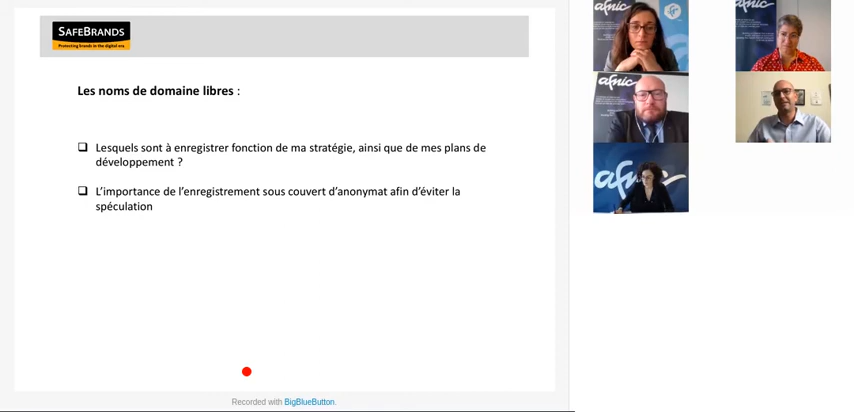 SAFEBRANDS
Protecting brands in the digital era.
Les noms de domaine libres :
Lesquels sont à enregistrer fonction de ma stratégie, ainsi que de mes plans de
développement ?
L'importance de l'enregistrement sous couvert d'anonymat afin d'éviter la
spéculation
Recorded with BigBlueButton.
afnic
afnic
afnic
afnic